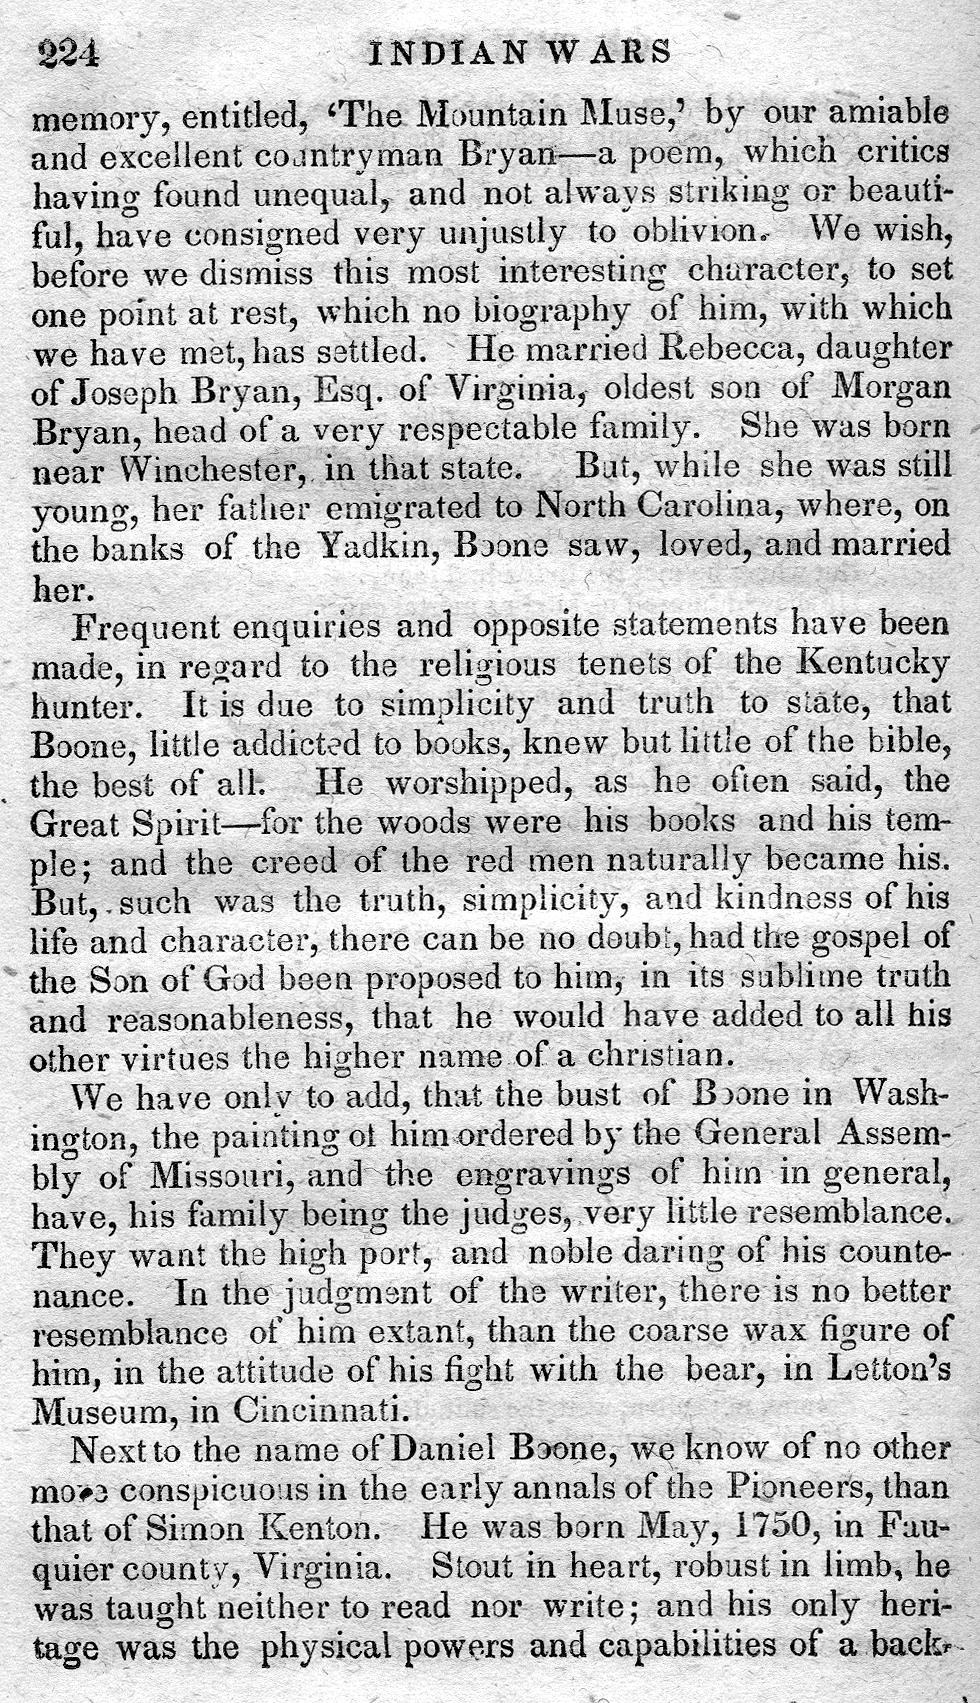 224 INDIAN WARS
memory, entitled, ‘The Mountain Muse,’ by our amiable
and excellent countryman Bryan—a poem, which critics
having found unequal, and not always striking or beauti-
ful, have consigned very unjustly to oblivion. We wish,
before we dismiss this most interesting character, to set
one point at rest, which no biography of him, with which
we have met, has settled. He married Rebecca, daughter
of Joseph Bryan, Esq. of Virginia, oldest son of Morgan
Bryan, head of a very respectable family. She was born
near Winchester, in that state. But, while she was still
young, her father emigrated to North Carolina, where, on
the banks of the Yadkin, Boone saw, loved, and married
her.
Frequent enquiries and opposite statements have been
made, in regard to the religious tenets of the Kentucky
hunter. It is due to simplicity and truth to state, that
Boone, little addicted to books, knew but little of the bible,
the best of all. He worshipped, as he often said, the
Great Spirit—for the woods were his books and his tem-
ple; and the creed of the red men naturally became his.
But, such was the truth, simplicity, and kindness of his
life and character, there can be no doubt, had the gospel of
the Son of God been proposed to him, in its sublime truth
and reasonableness, that he would have added to all his
other virtues the higher name of a christian.
We have only to add, that the bust of Boone in Wash-
ington, the painting of him ordered by the General Assem-
bly of Missouri, and the engravings of him in general,
have, his family being the judges, very little resemblance.
They want the high port, and noble daring of his counte-
nance. In the judgment of the writer, there is no better
resemblance of him extant, than the coarse wax figure of
him, in the attitude of his fight with the bear, in Letton’s
Museum, in Cincinnati.
Next to the name of Daniel Boone, we know of no other
more conspicuous in the early annals of the Pioneers, than
that of Simon Kenton. He was born May, 1750, in Fau-
quier county, Virginia. Stout in heart, robust in limb, he
was taught neither to read nor write; and his only heri-
tage was the physical powers and capabilities of a back-